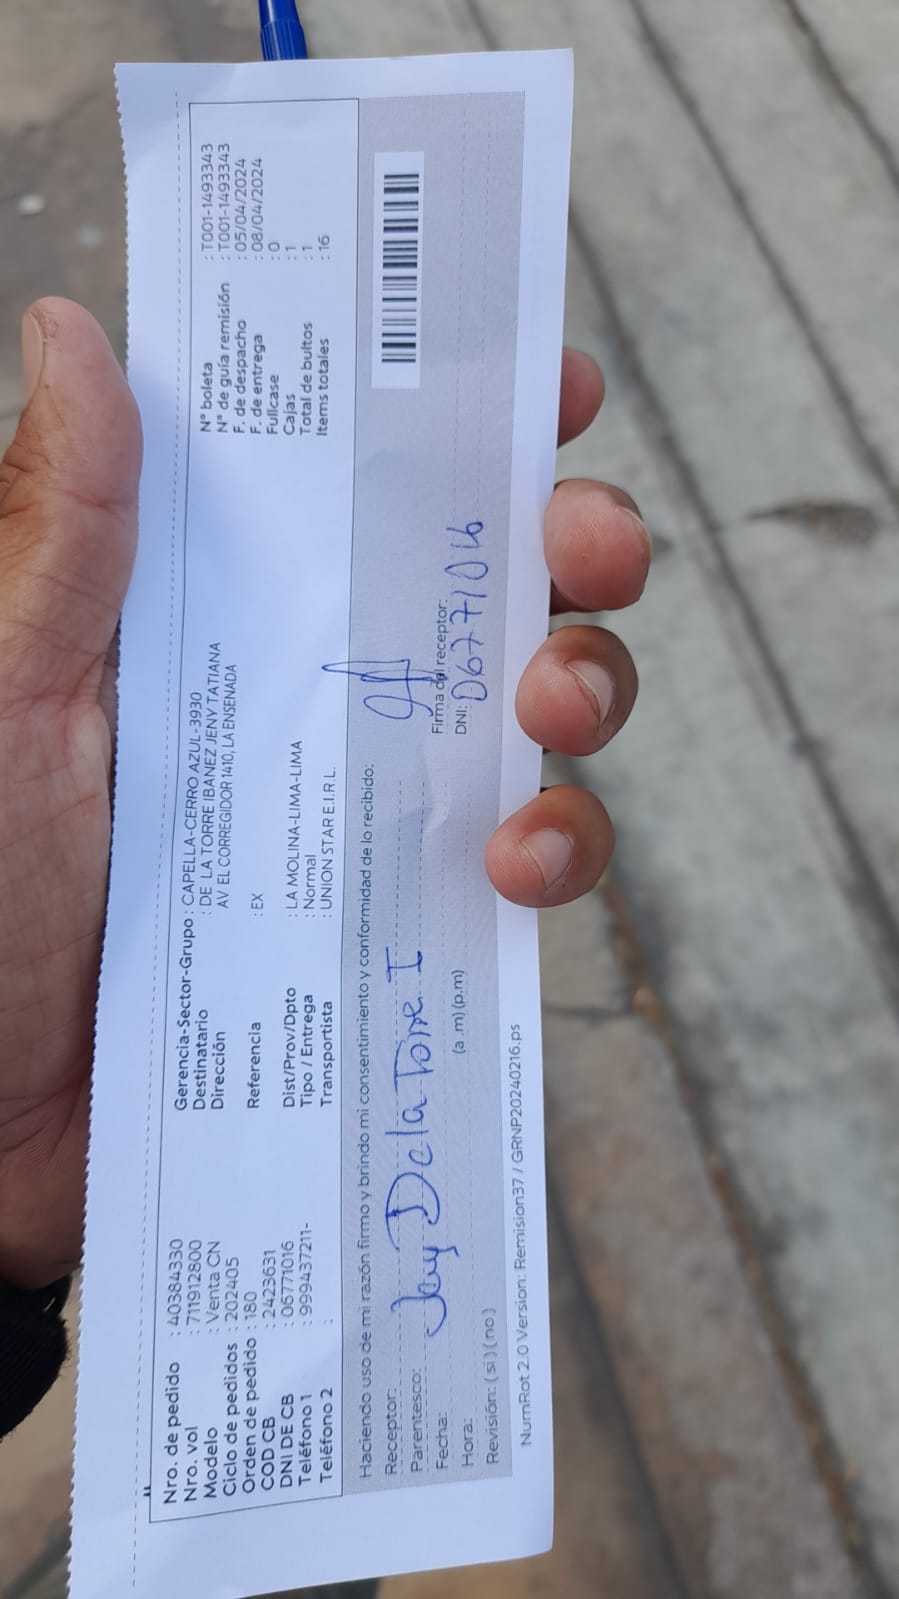 Nro. de pedido : 40384330
Nro. vol : 711912800
Modelo : Venta CN
Ciclo de pedidos : 202405
Orden de pedido : 180
COD CB : 2423631
DNI DE CB : 06771016
Teléfono 1 : 999437211-
Teléfono 2 :
Gerencia-Sector-Grupo : CAPELLA-CERRO AZUL-3930
Destinatario : DE LA TORRE IBANEZ JENY TATIANA
Dirección AV EL CORREGIDOR 1410, LA ENSENADA
Referencia : EX
Dist/Prov/Dpto : LA MOLINA-LIMA-LIMA
Tipo / Entrega : Normal
Transportista : UNION STAR E.I.R.L.
N° boleta : T001-1493343
N° de guía remisión : T001-1493343
F. de despacho : 05/04/2024
F. de entrega : 08/04/2024
Fullcase : 0
Cajas : 1
Total de bultos : 1
Items totales : 16
Haciendo uso de mi razón firmo y brindo mi consentimiento y conformidad de lo recibido:
Receptor:
Parentesco: Jeny De la Torre I
Fecha:
Hora: (a .m) (p.m)
Revisión: ( si ) ( no )
Firma del receptor:
DNI: 06771016
NumRot 2.0 Version: Remision37 / GRNP20240216.ps